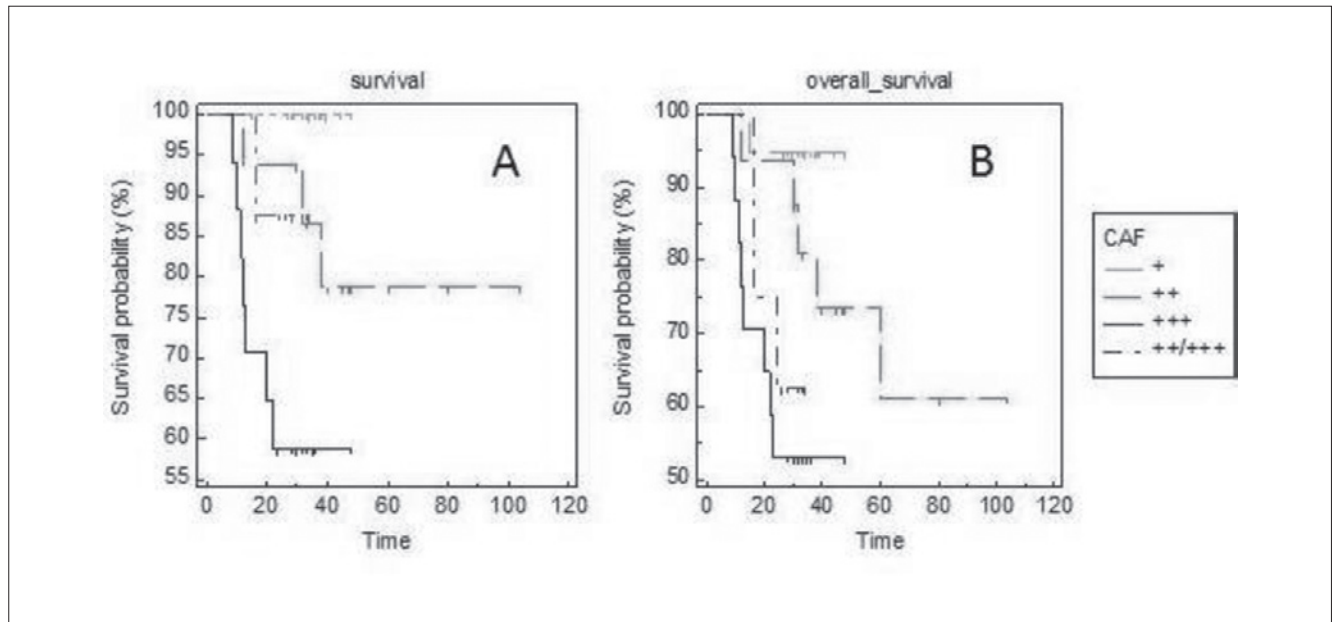 survival
A
Survival probability (%)
100
95
90
85
80
75
70
65
60
55
0 20 40 60 80 100 120
Time
overall_survival
B
Survival probability (%)
100
90
80
70
60
50
0 20 40 60 80 100 120
Time
CAF
+
++
+++
++/+++